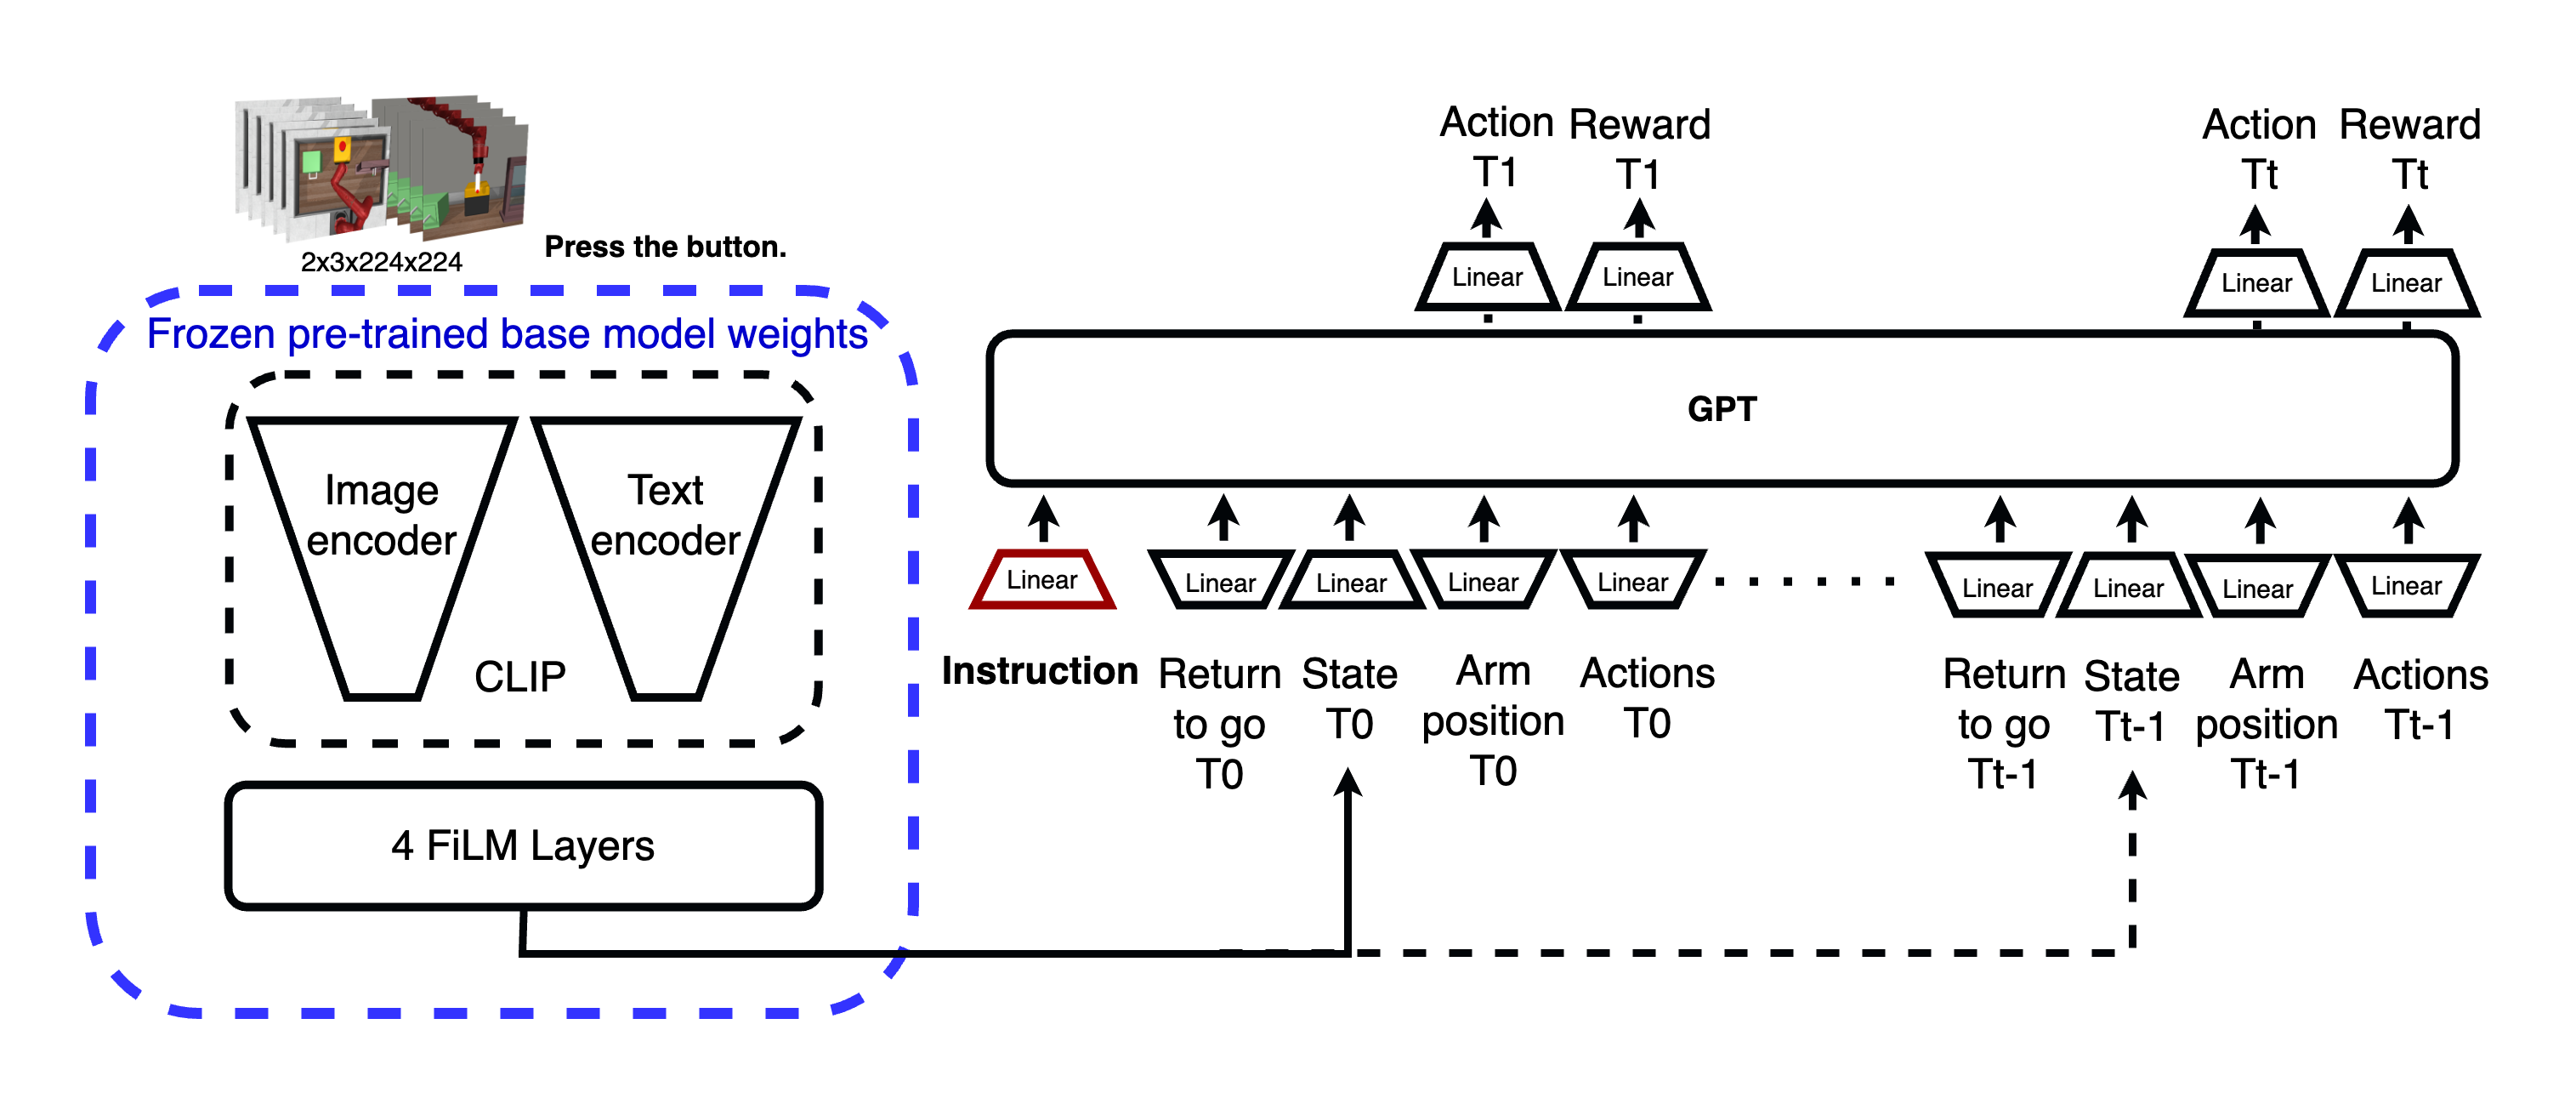 2x3x224x224
Press the button.
Frozen pre-trained base model weights
Image
encoder
Text
encoder
CLIP
4 FiLM Layers
Action
T1
Reward
T1
Action
Tt
Reward
Tt
Linear
Linear
Linear
Linear
GPT
Linear
Linear
Linear
Linear
Linear
Linear
Linear
Linear
Linear
Instruction
Return
to go
T0
State
T0
Arm
position
T0
Actions
T0
Return
to go
Tt-1
State
Tt-1
Arm
position
Tt-1
Actions
Tt-1